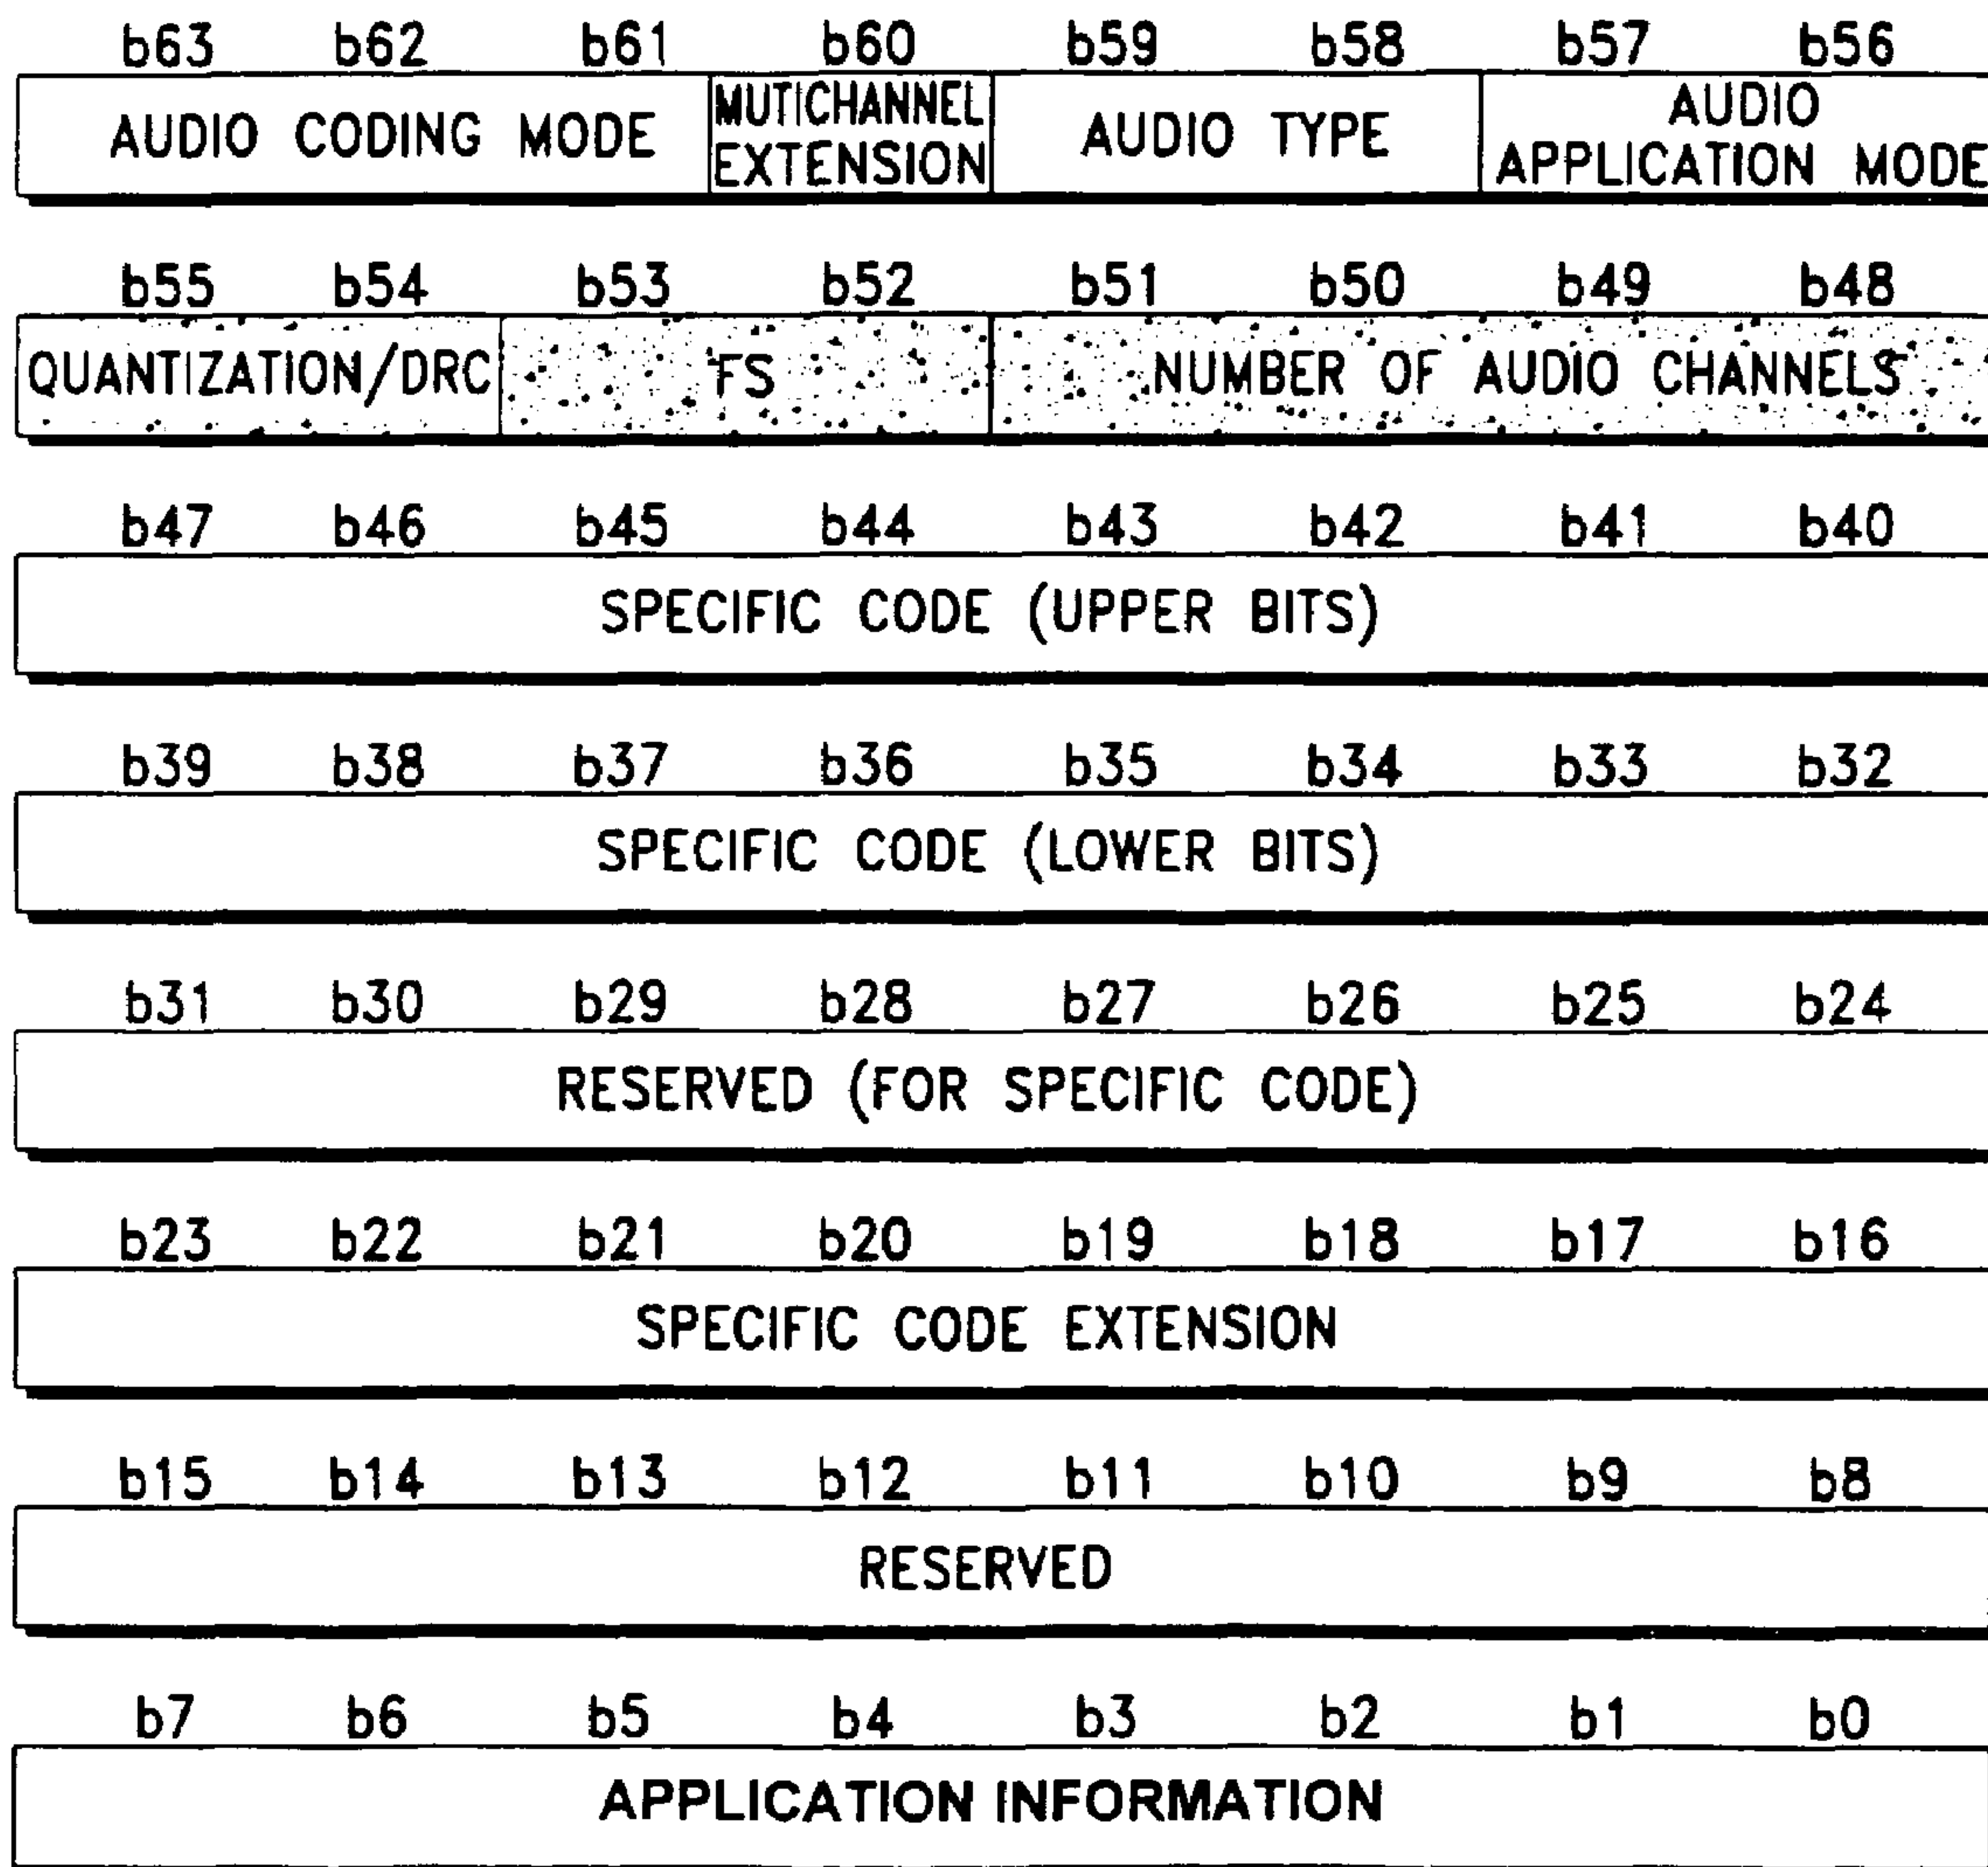 b63 b62 b61 b60 b59 b58 b57 b56
AUDIO CODING MODE
MUTICHANNEL
EXTENSION
AUDIO TYPE
AUDIO
APPLICATION MODE
b55 b54 b53 b52 b51 b50 b49 b48
QUANTIZATION/DRC FS NUMBER OF AUDIO CHANNELS
b47 b46 b45 b44 b43 b42 b41 b40
SPECIFIC CODE (UPPER BITS)
b39 b38 b37 b36 b35 b34 b33 b32
SPECIFIC CODE (LOWER BITS)
b31 b30 b29 b28 b27 b26 b25 b24
RESERVED (FOR SPECIFIC CODE)
b23 b22 b21 b20 b19 b18 b17 b16
SPECIFIC CODE EXTENSION
b15 b14 b13 b12 b11 b10 b9 b8
RESERVED
b7 b6 b5 b4 b3 b2 b1 b0
APPLICATION INFORMATION